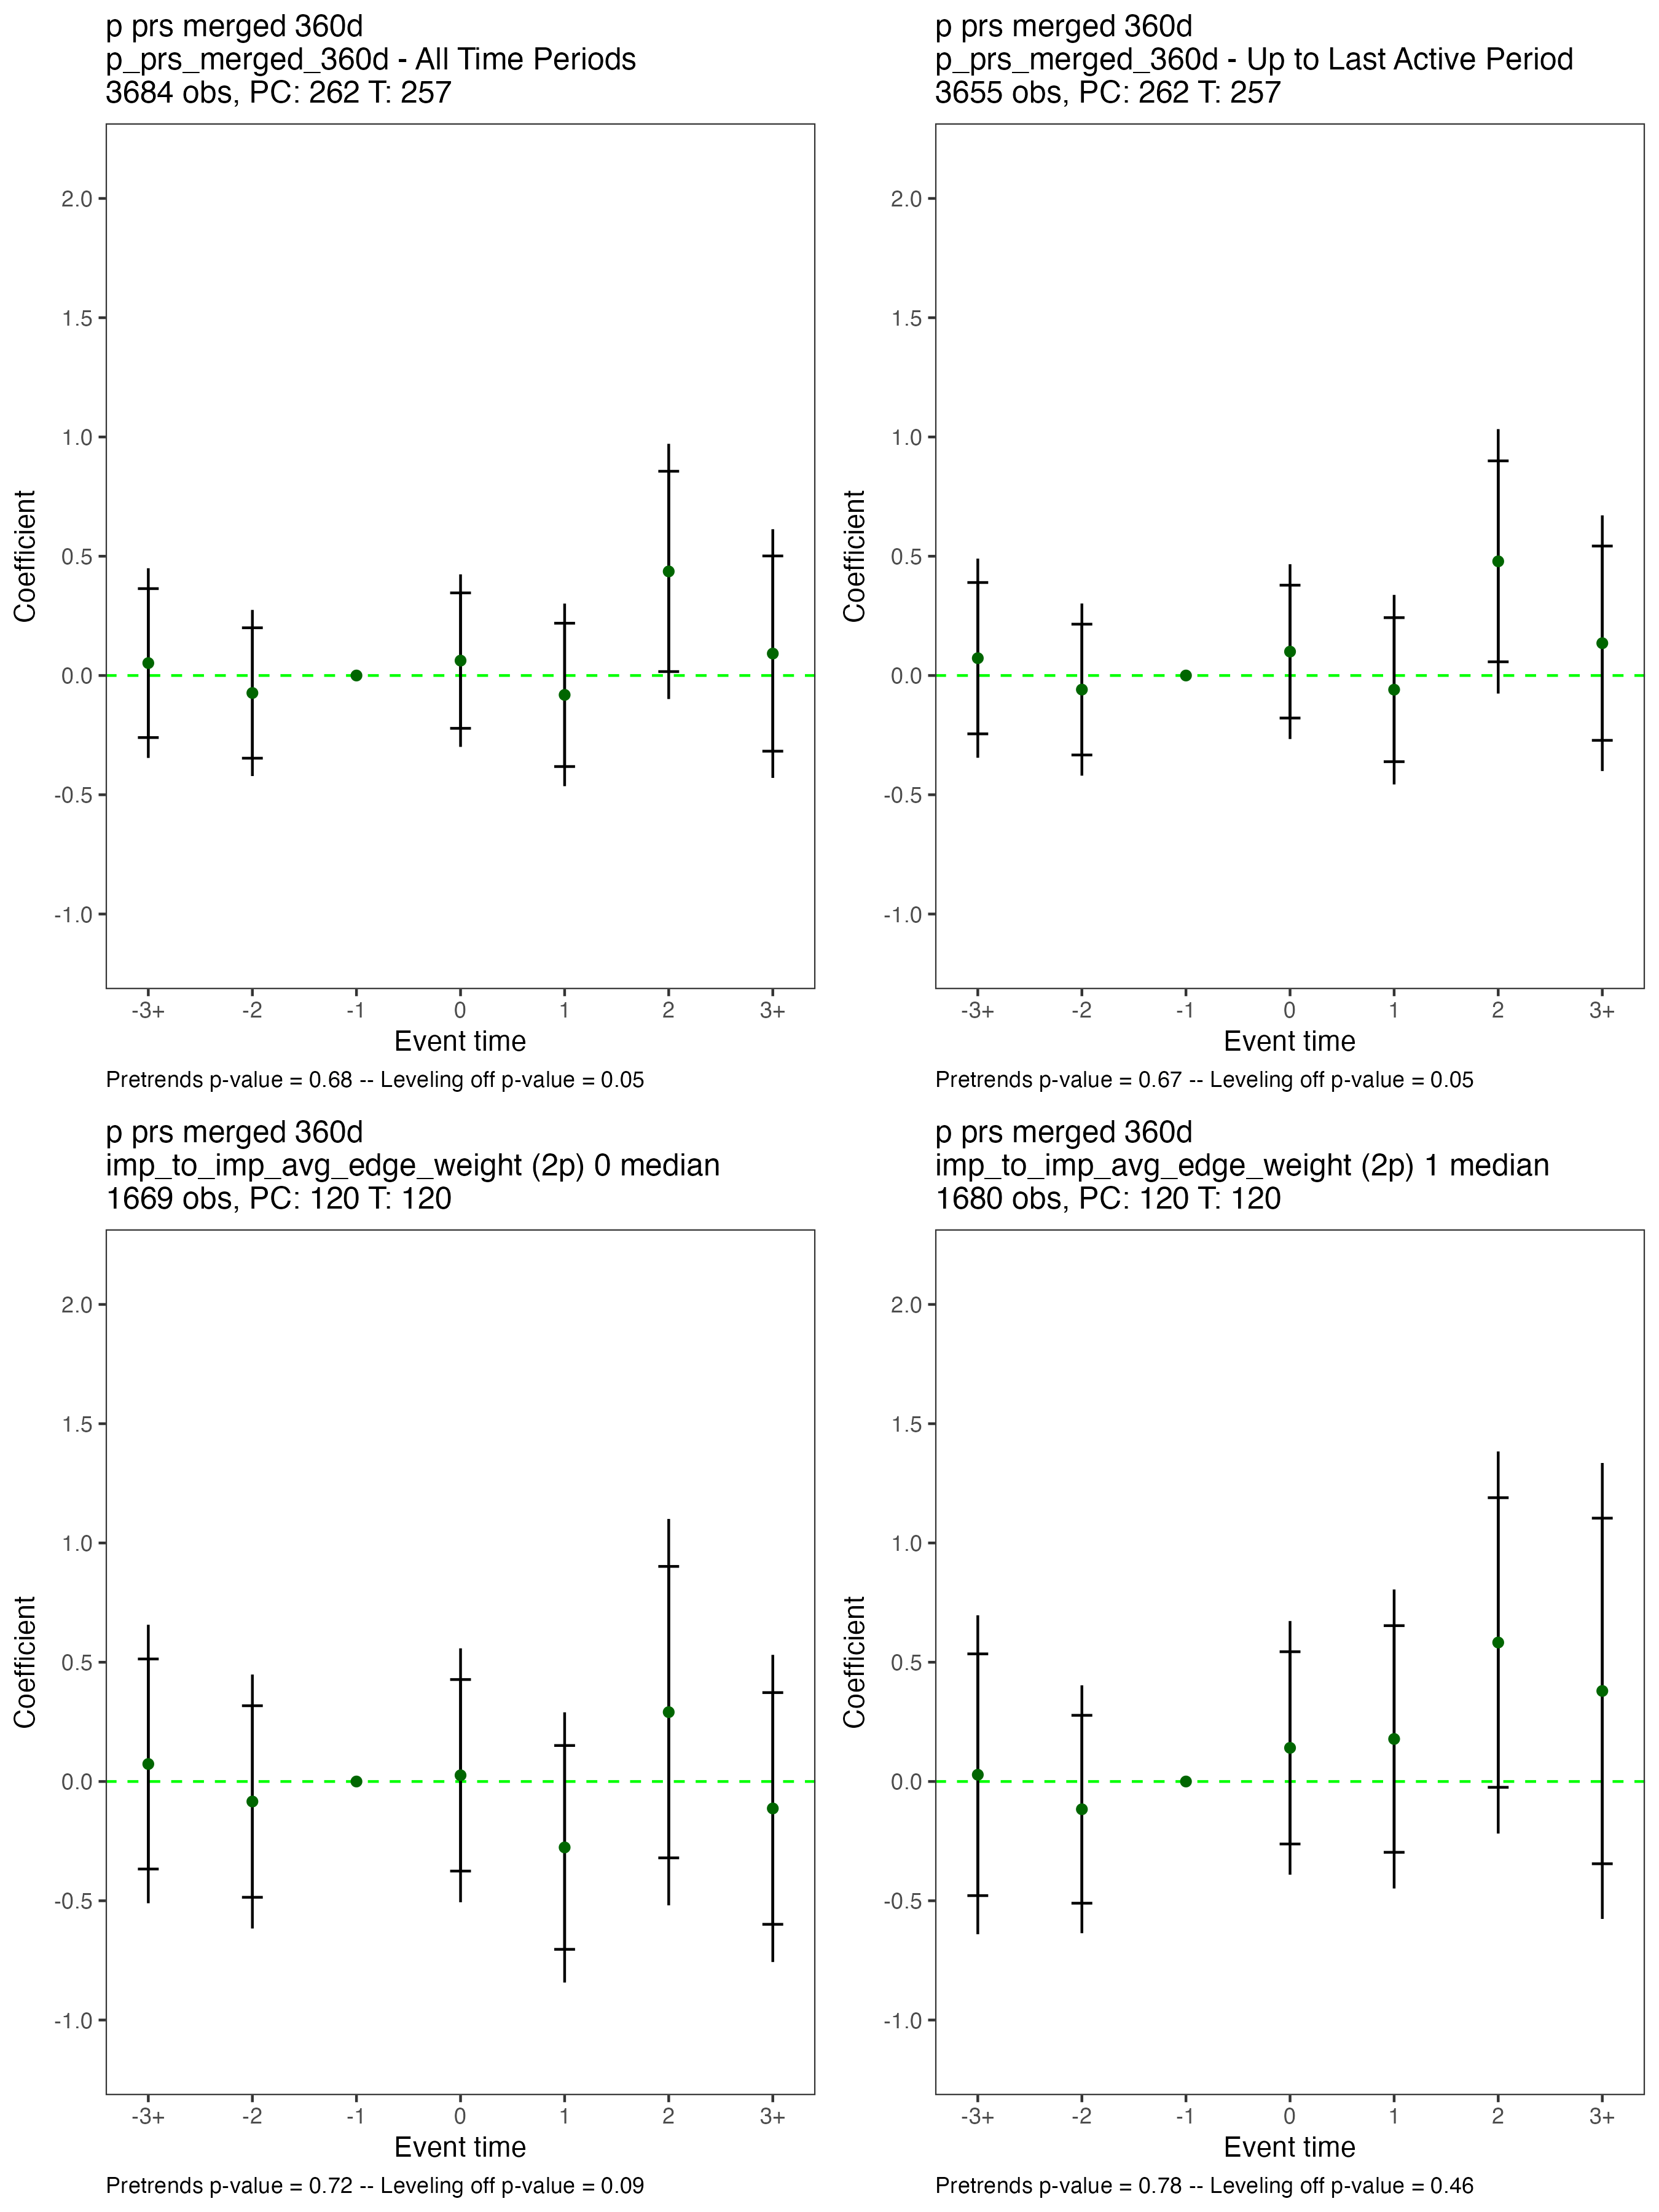 p prs merged 360d
p_prs_merged_360d - All Time Periods
3684 obs, PC: 262 T: 257
Coefficient
2.0
1.5
1.0
0.5
0.0
-0.5
-1.0
-3+ -2 -1 0 1 2 3+
Event time
Pretrends p-value = 0.68 -- Leveling off p-value = 0.05
p prs merged 360d
p_prs_merged_360d - Up to Last Active Period
3655 obs, PC: 262 T: 257
Coefficient
2.0
1.5
1.0
0.5
0.0
-0.5
-1.0
-3+ -2 -1 0 1 2 3+
Event time
Pretrends p-value = 0.67 -- Leveling off p-value = 0.05
p prs merged 360d
imp_to_imp_avg_edge_weight (2p) 0 median
1669 obs, PC: 120 T: 120
Coefficient
2.0
1.5
1.0
0.5
0.0
-0.5
-1.0
-3+ -2 -1 0 1 2 3+
Event time
Pretrends p-value = 0.72 -- Leveling off p-value = 0.09
p prs merged 360d
imp_to_imp_avg_edge_weight (2p) 1 median
1680 obs, PC: 120 T: 120
Coefficient
2.0
1.5
1.0
0.5
0.0
-0.5
-1.0
-3+ -2 -1 0 1 2 3+
Event time
Pretrends p-value = 0.78 -- Leveling off p-value = 0.46